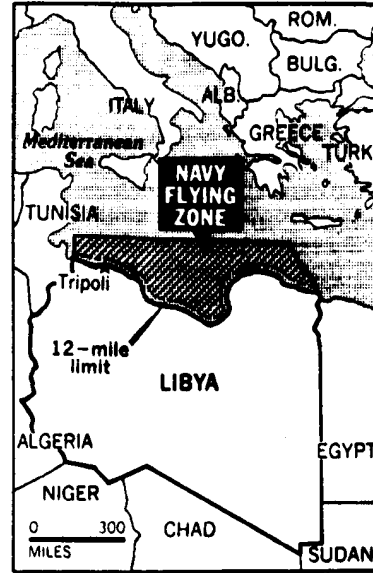 ROM.
YUGO.
BULG.
ITALY
ALB.
GREECE
TURK
Mediterranean
Sea
NAVY
FLYING
ZONE
TUNISIA
Tripoli
12-mile
limit
LIBYA
ALGERIA
EGYPT
NIGER
CHAD
SUDAN
0 300
MILES